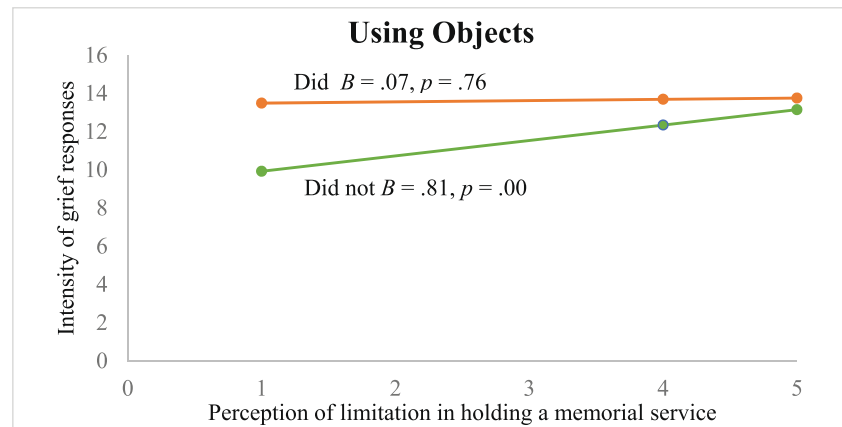 Using Objects
16
14
12
10
8
6
4
2
0
Intensity of grief responses
Did B = .07, p = .76
Did not B = .81, p = .00
0 1 2 3 4 5
Perception of limitation in holding a memorial service